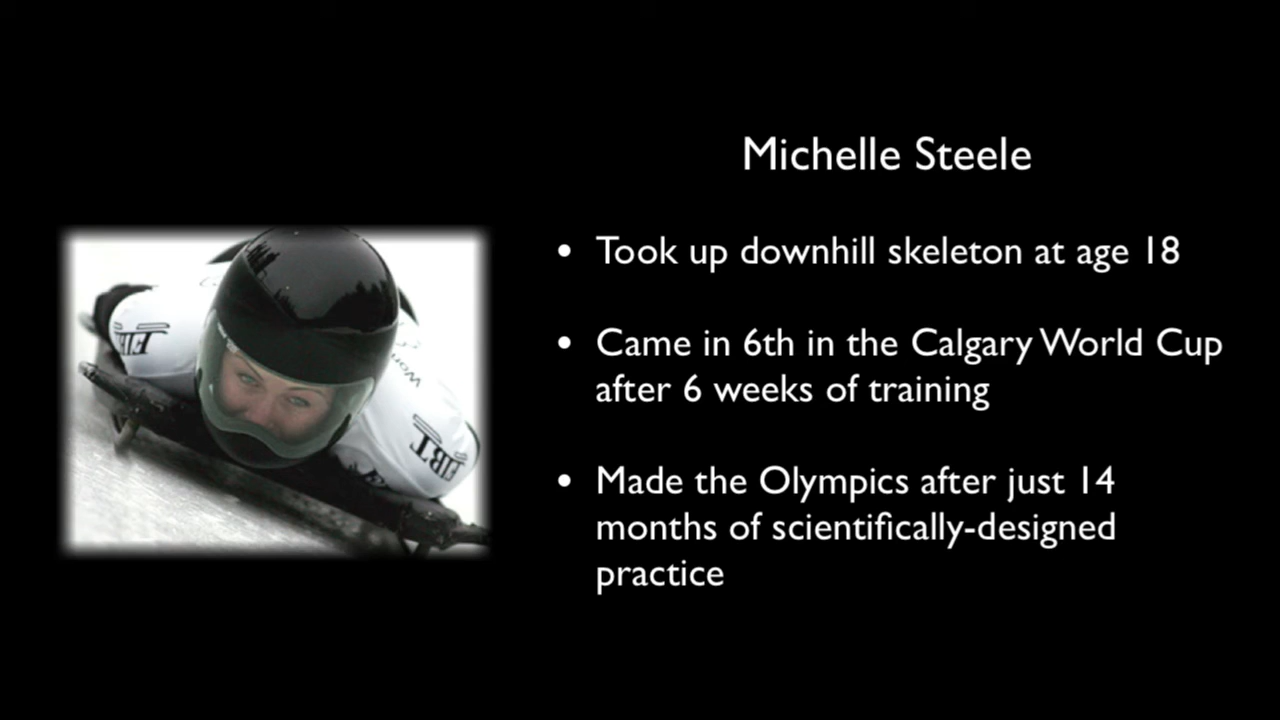 Michelle Steele
• Took up downhill skeleton at age 18
• Came in 6th in the Calgary World Cup
after 6 weeks of training
• Made the Olympics after just 14
months of scientifically-designed
practice
FIBT